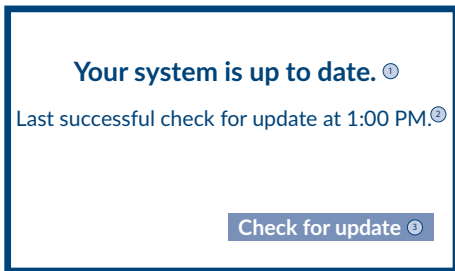 Your system is up to date. 1
Last successful check for update at 1:00 PM. 2
Check for update 3